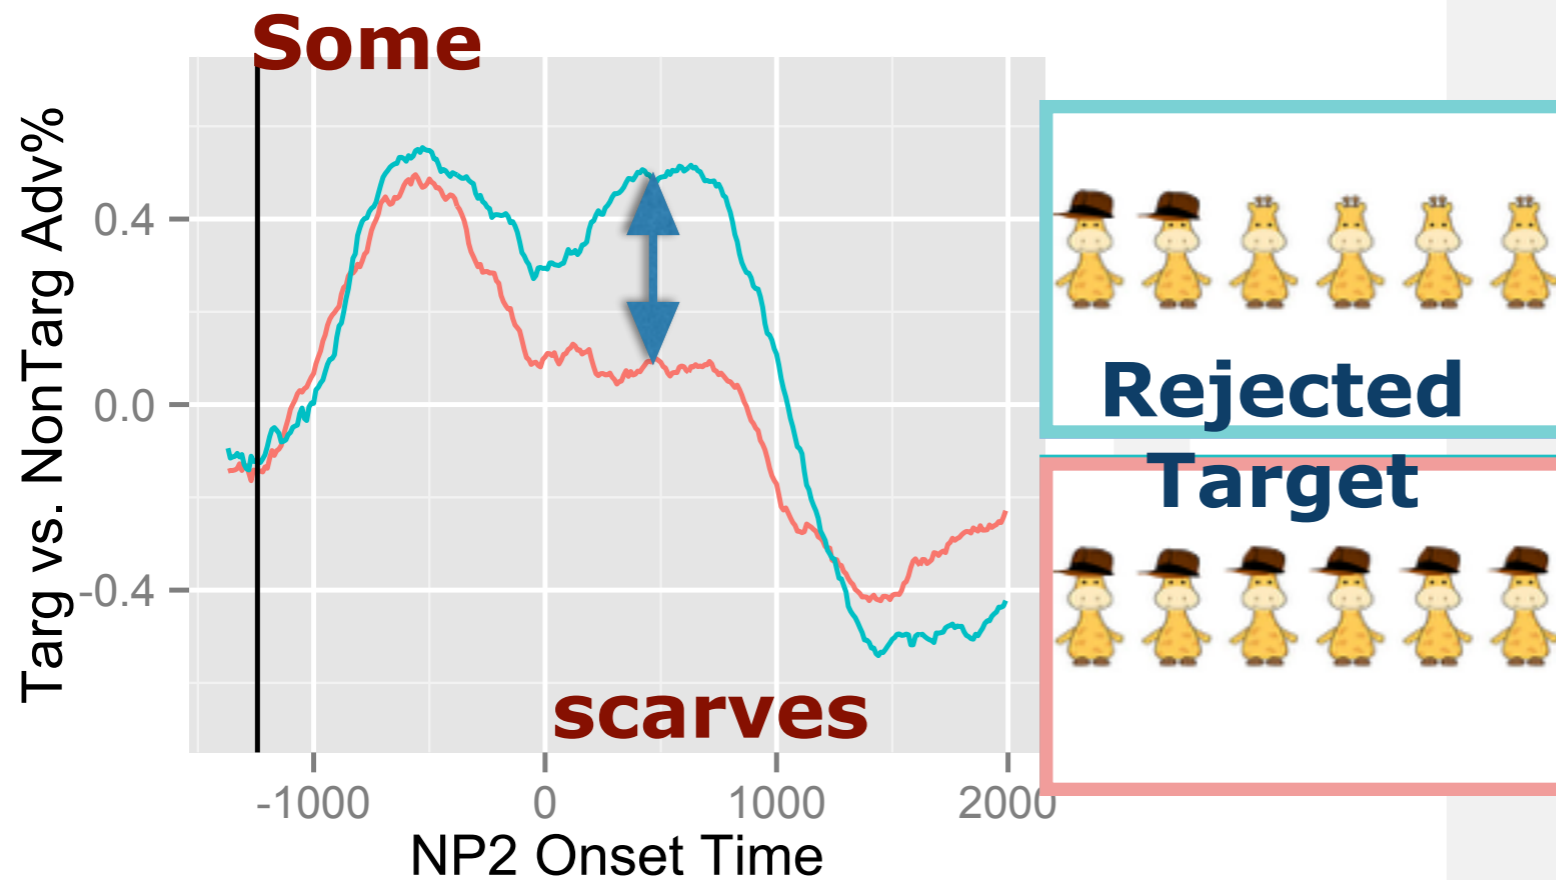 Some
Targ vs. NonTarg Adv%
0.4
0.0
-0.4
scarves
-1000 0 1000 2000
NP2 Onset Time
Rejected
Target